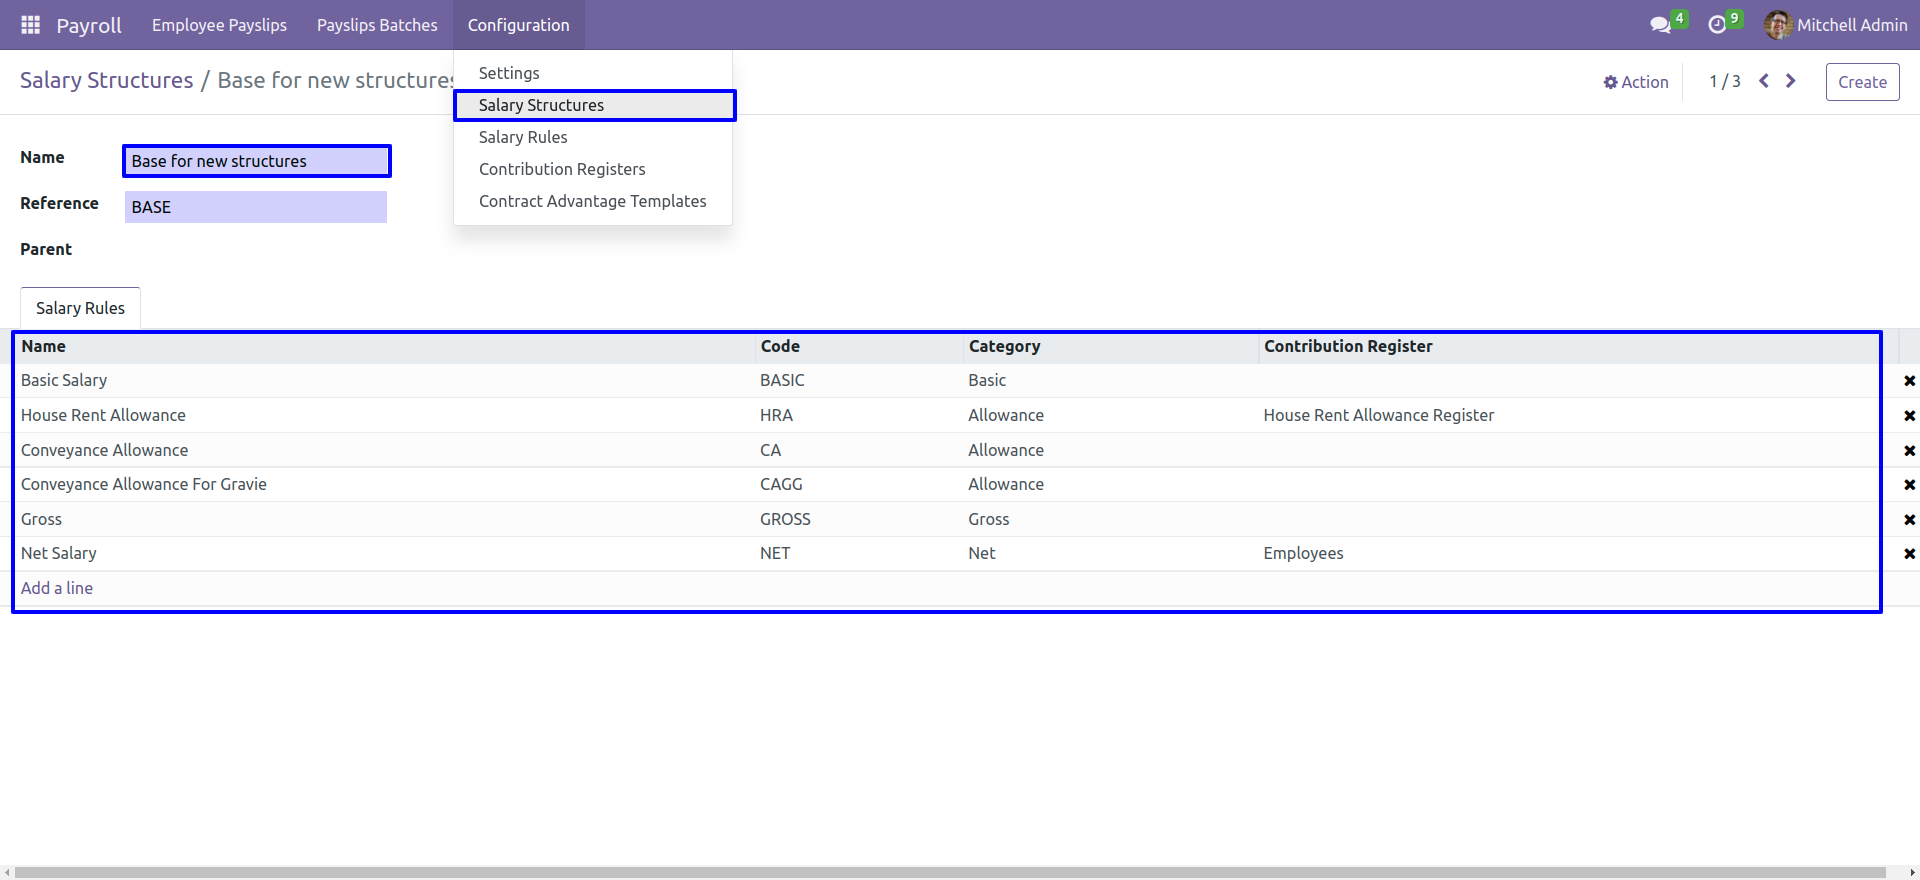 Payroll Employee Payslips Payslips Batches Configuration 4 9 Mitchell Admin
Salary Structures / Base for new structures
Action 1 / 3 Create
Settings
Salary Structures
Salary Rules
Contribution Registers
Contract Advantage Templates
Name Base for new structures
Reference BASE
Parent
Salary Rules
Name Code Category Contribution Register
Basic Salary BASIC Basic
House Rent Allowance HRA Allowance House Rent Allowance Register
Conveyance Allowance CA Allowance
Conveyance Allowance For Gravie CAGG Allowance
Gross GROSS Gross
Net Salary NET Net Employees
Add a line